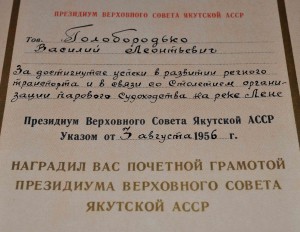 ПРЕЗИДИУМ ВЕРХОВНОГО СОВЕТА ЯКУТСКОЙ АССР
Тов. Голобородько
Василий Леонтьевич
За достигнутые успехи в развитии речного
транспорта и в связи со Столетием органи-
зации парового Судоходства на реке Лене
Президиум Верховного Совета Якутской АССР
Указом от 3 августа 1956 г.
НАГРАДИЛ ВАС ПОЧЕТНОЙ ГРАМОТОЙ
ПРЕЗИДИУМА ВЕРХОВНОГО СОВЕТА
ЯКУТСКОЙ АССР